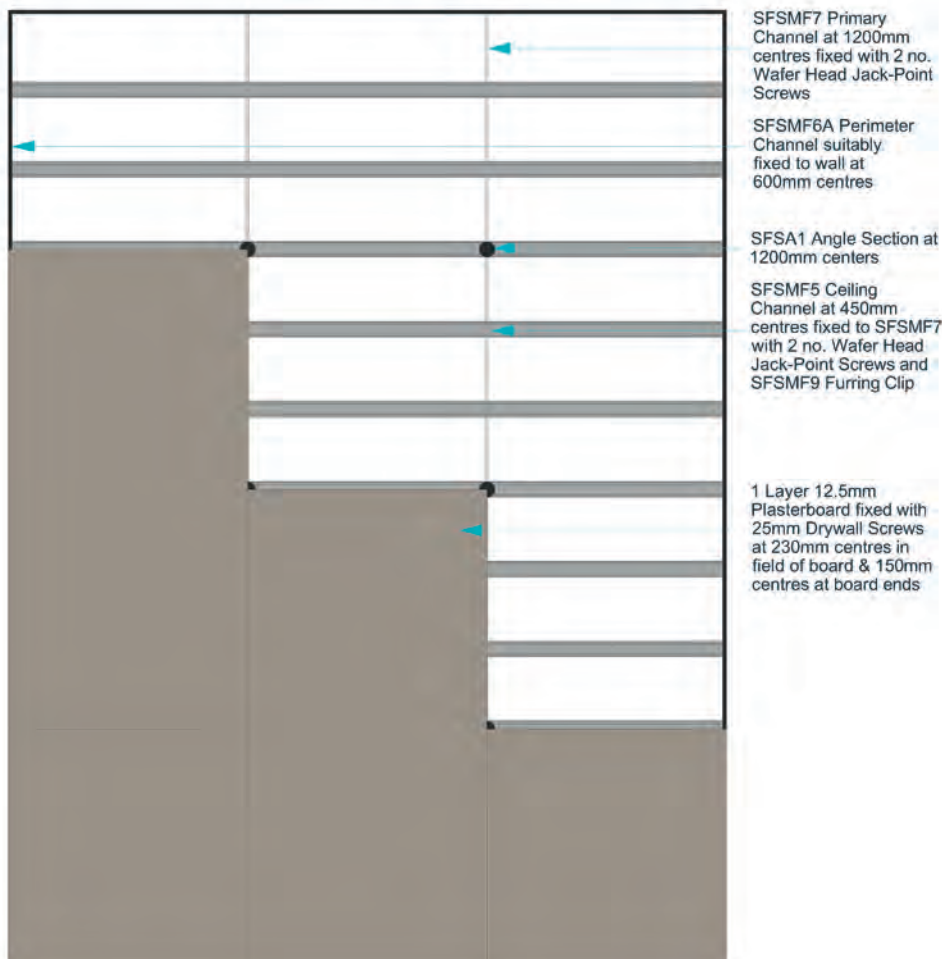 SFSMF7 Primary
Channel at 1200mm
centres fixed with 2 no.
Wafer Head Jack-Point
Screws
SFSMF6A Perimeter
Channel suitably
fixed to wall at
600mm centres
SFSA1 Angle Section at
1200mm centers
SFSMF5 Ceiling
Channel at 450mm
centres fixed to SFSMF7
with 2 no. Wafer Head
Jack-Point Screws and
SFSMF9 Furring Clip
1 Layer 12.5mm
Plasterboard fixed with
25mm Drywall Screws
at 230mm centres in
field of board & 150mm
centres at board ends